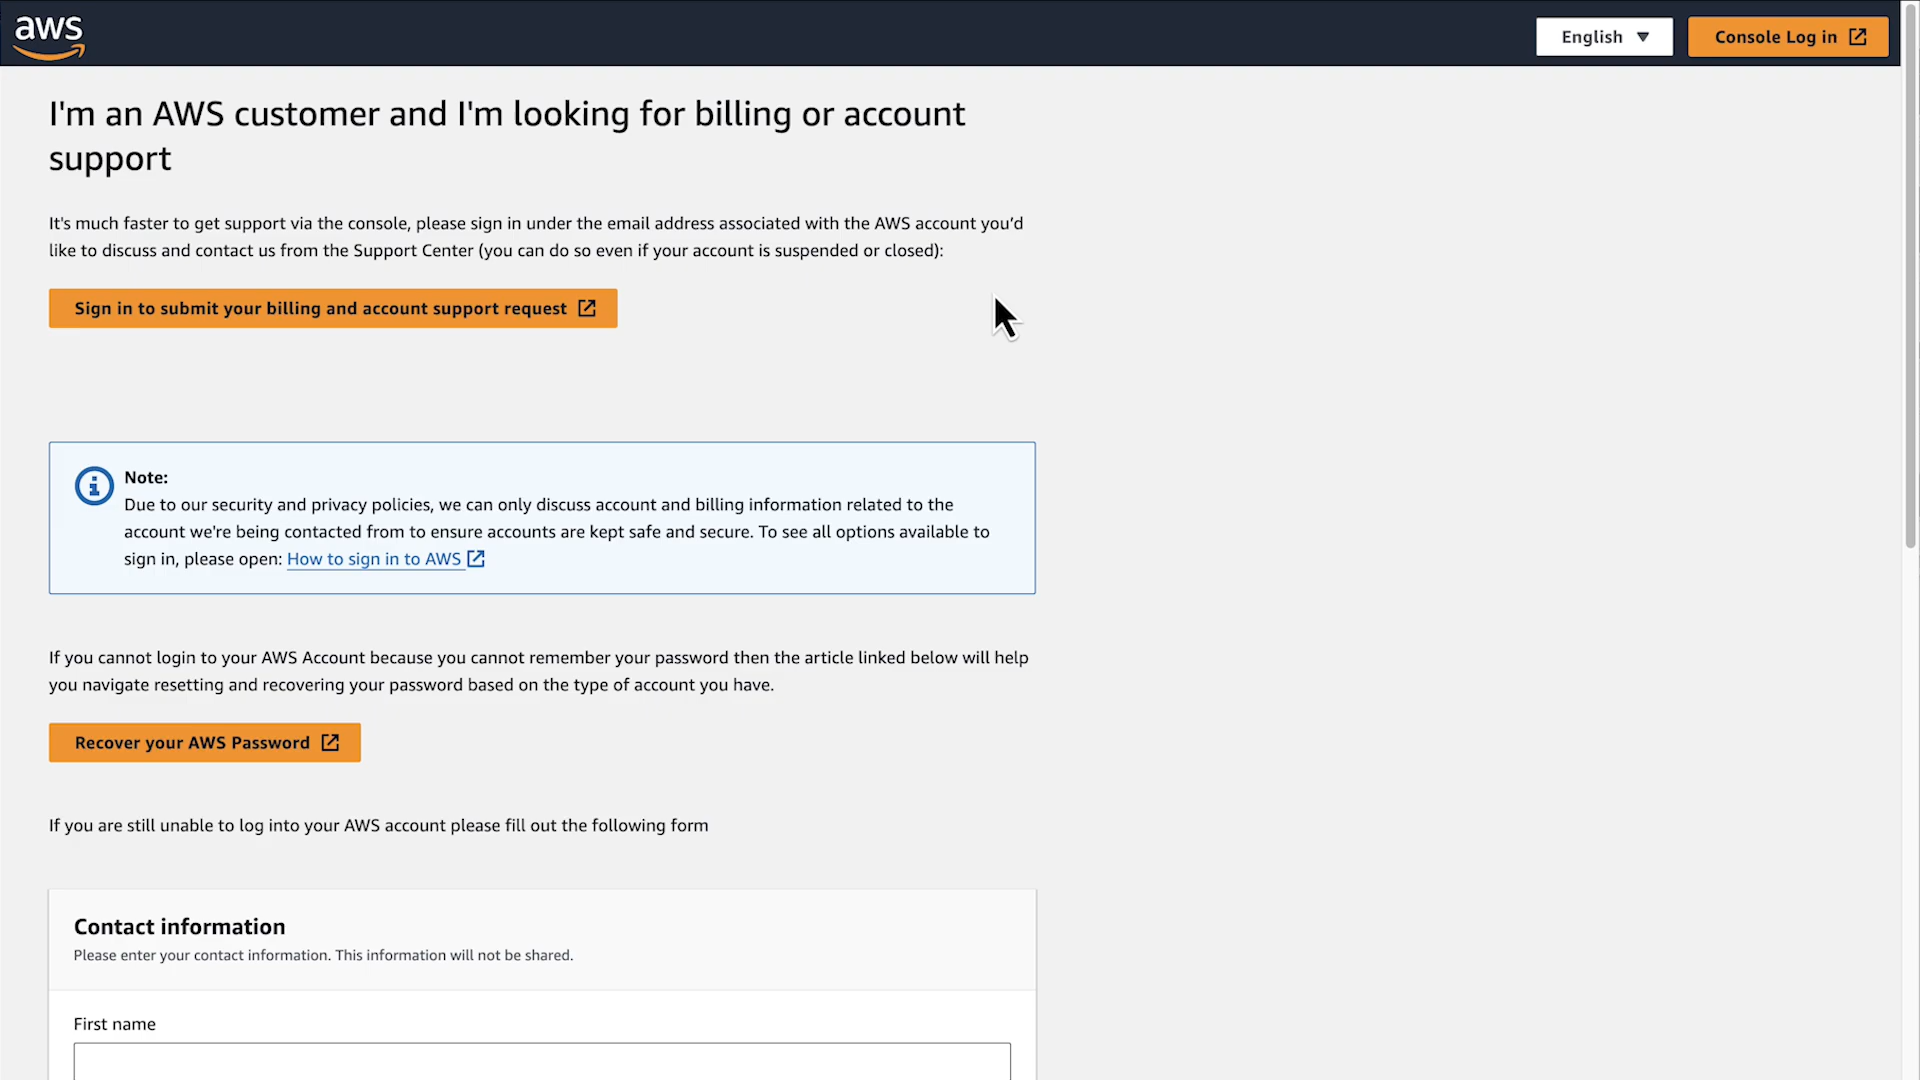 aws
English
Console Log in
I'm an AWS customer and I'm looking for billing or account
support
It's much faster to get support via the console, please sign in under the email address associated with the AWS account you’d
like to discuss and contact us from the Support Center (you can do so even if your account is suspended or closed):
Sign in to submit your billing and account support request
Note:
Due to our security and privacy policies, we can only discuss account and billing information related to the
account we're being contacted from to ensure accounts are kept safe and secure. To see all options available to
sign in, please open: How to sign in to AWS
If you cannot login to your AWS Account because you cannot remember your password then the article linked below will help
you navigate resetting and recovering your password based on the type of account you have.
Recover your AWS Password
If you are still unable to log into your AWS account please fill out the following form
Contact information
Please enter your contact information. This information will not be shared.
First name